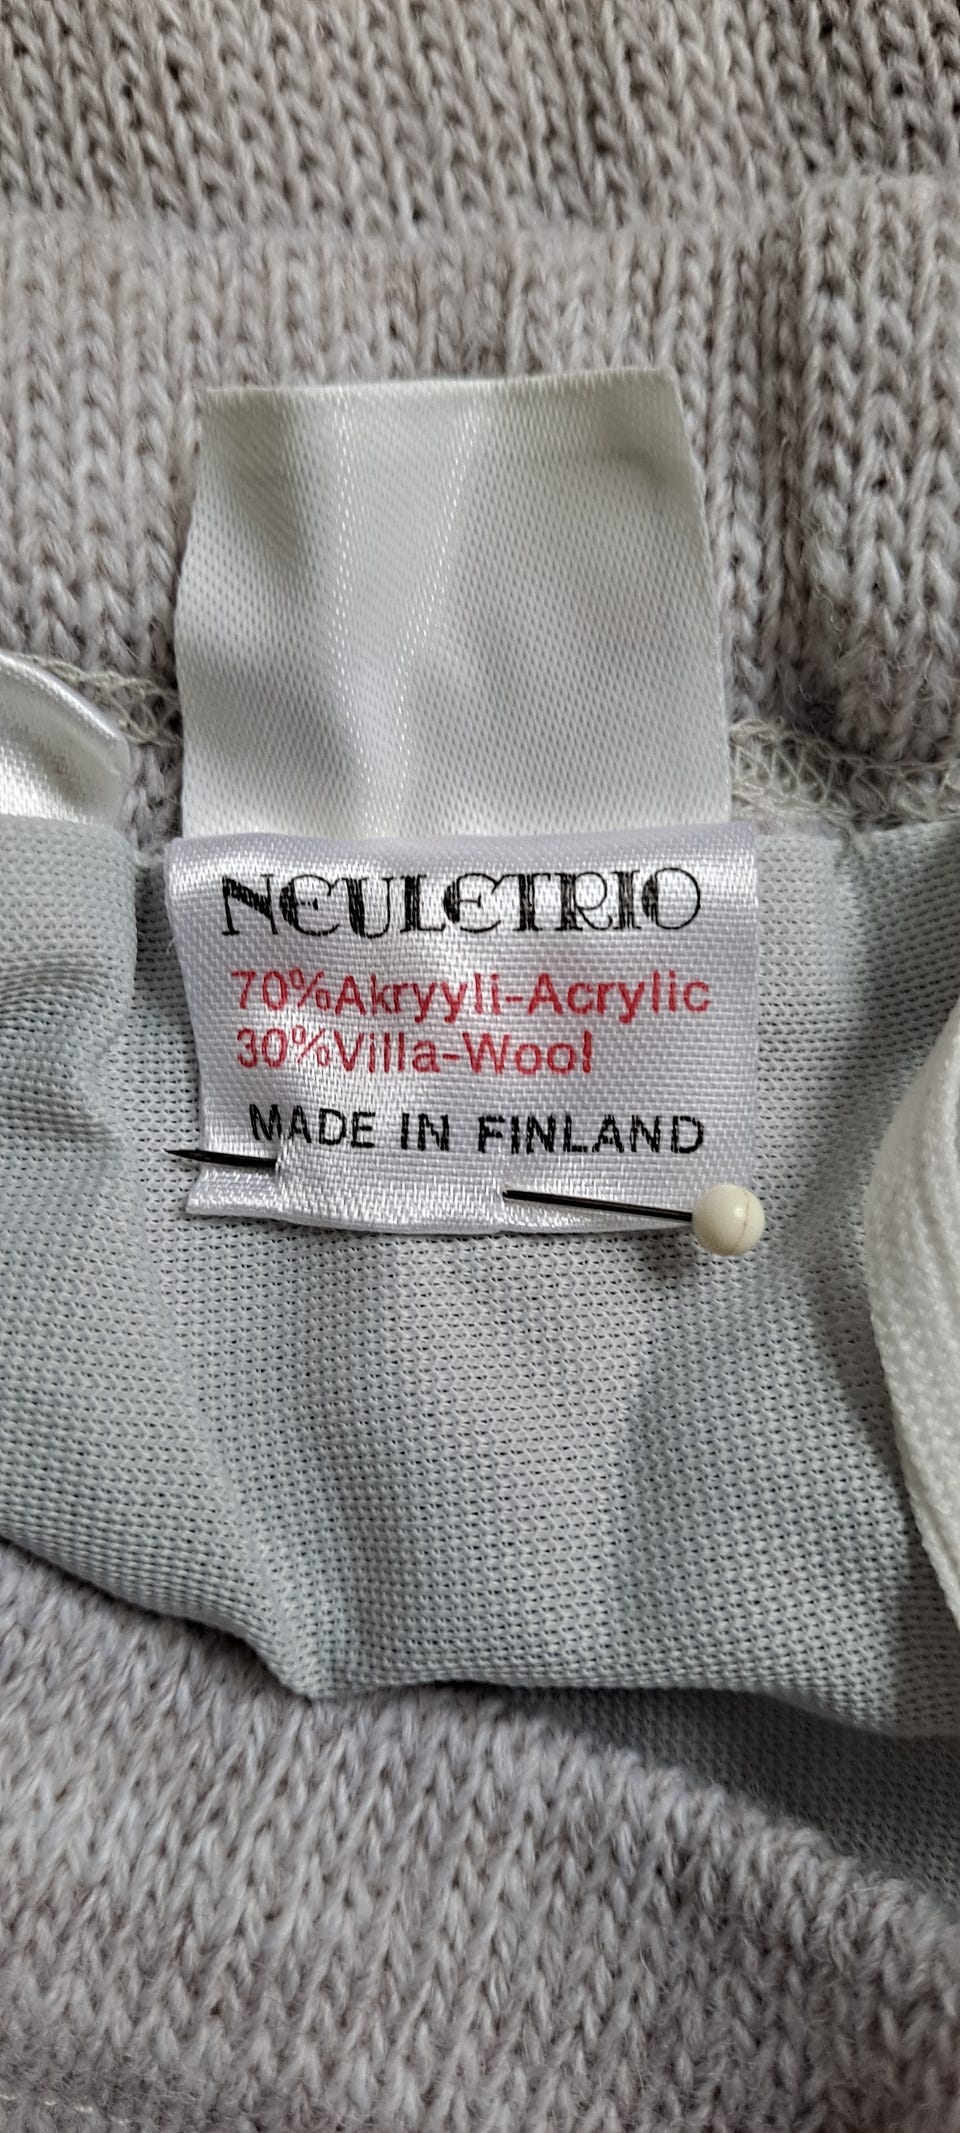 NEULETRIO
70%Akryyli-Acrylic
30%Villa-Wool
MADE IN FINLAND